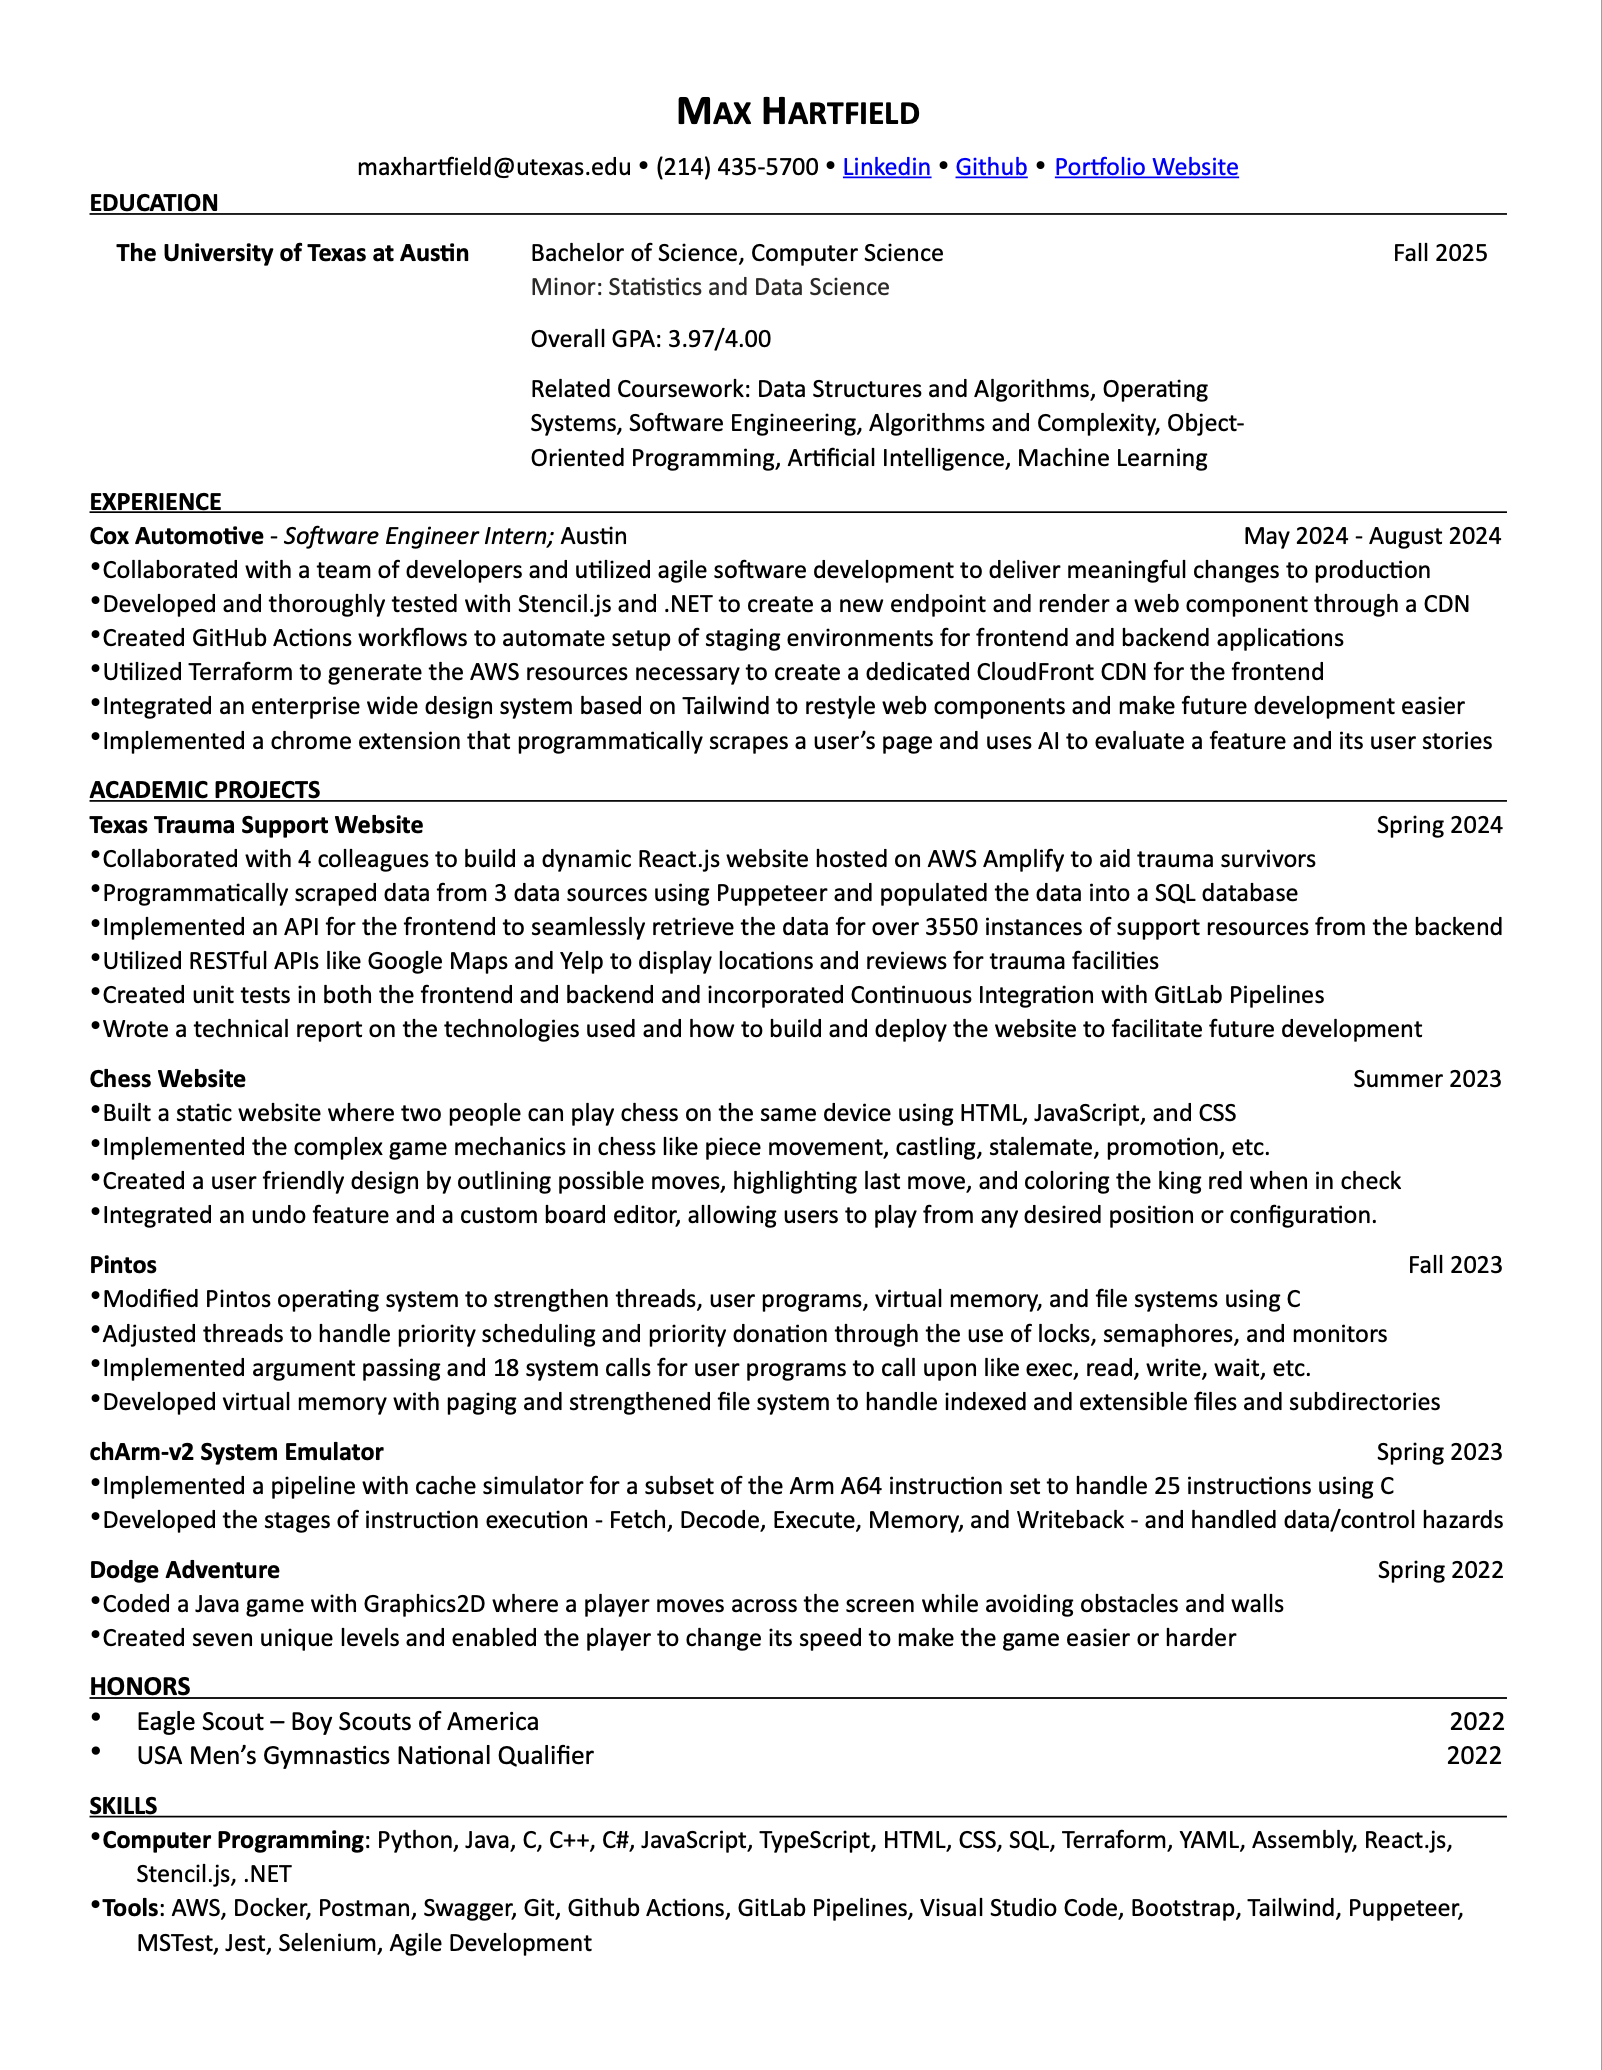 MAX HARTFIELD
maxhartfield@utexas.edu • (214) 435-5700 • Linkedin • Github • Portfolio Website
EDUCATION
The University of Texas at Austin Bachelor of Science, Computer Science Fall 2025
Minor: Statistics and Data Science
Overall GPA: 3.97/4.00
Related Coursework: Data Structures and Algorithms, Operating
Systems, Software Engineering, Algorithms and Complexity, Object-
Oriented Programming, Artificial Intelligence, Machine Learning
EXPERIENCE
Cox Automotive - Software Engineer Intern; Austin May 2024 - August 2024
•Collaborated with a team of developers and utilized agile software development to deliver meaningful changes to production
•Developed and thoroughly tested with Stencil.js and .NET to create a new endpoint and render a web component through a CDN
•Created GitHub Actions workflows to automate setup of staging environments for frontend and backend applications
•Utilized Terraform to generate the AWS resources necessary to create a dedicated CloudFront CDN for the frontend
•Integrated an enterprise wide design system based on Tailwind to restyle web components and make future development easier
•Implemented a chrome extension that programmatically scrapes a user’s page and uses AI to evaluate a feature and its user stories
ACADEMIC PROJECTS
Texas Trauma Support Website Spring 2024
•Collaborated with 4 colleagues to build a dynamic React.js website hosted on AWS Amplify to aid trauma survivors
•Programmatically scraped data from 3 data sources using Puppeteer and populated the data into a SQL database
•Implemented an API for the frontend to seamlessly retrieve the data for over 3550 instances of support resources from the backend
•Utilized RESTful APIs like Google Maps and Yelp to display locations and reviews for trauma facilities
•Created unit tests in both the frontend and backend and incorporated Continuous Integration with GitLab Pipelines
•Wrote a technical report on the technologies used and how to build and deploy the website to facilitate future development
Chess Website Summer 2023
•Built a static website where two people can play chess on the same device using HTML, JavaScript, and CSS
•Implemented the complex game mechanics in chess like piece movement, castling, stalemate, promotion, etc.
•Created a user friendly design by outlining possible moves, highlighting last move, and coloring the king red when in check
•Integrated an undo feature and a custom board editor, allowing users to play from any desired position or configuration.
Pintos Fall 2023
•Modified Pintos operating system to strengthen threads, user programs, virtual memory, and file systems using C
•Adjusted threads to handle priority scheduling and priority donation through the use of locks, semaphores, and monitors
•Implemented argument passing and 18 system calls for user programs to call upon like exec, read, write, wait, etc.
•Developed virtual memory with paging and strengthened file system to handle indexed and extensible files and subdirectories
chArm-v2 System Emulator Spring 2023
•Implemented a pipeline with cache simulator for a subset of the Arm A64 instruction set to handle 25 instructions using C
•Developed the stages of instruction execution - Fetch, Decode, Execute, Memory, and Writeback - and handled data/control hazards
Dodge Adventure Spring 2022
•Coded a Java game with Graphics2D where a player moves across the screen while avoiding obstacles and walls
•Created seven unique levels and enabled the player to change its speed to make the game easier or harder
HONORS
• Eagle Scout – Boy Scouts of America 2022
• USA Men’s Gymnastics National Qualifier 2022
SKILLS
•Computer Programming: Python, Java, C, C++, C#, JavaScript, TypeScript, HTML, CSS, SQL, Terraform, YAML, Assembly, React.js,
Stencil.js, .NET
•Tools: AWS, Docker, Postman, Swagger, Git, Github Actions, GitLab Pipelines, Visual Studio Code, Bootstrap, Tailwind, Puppeteer,
MSTest, Jest, Selenium, Agile Development